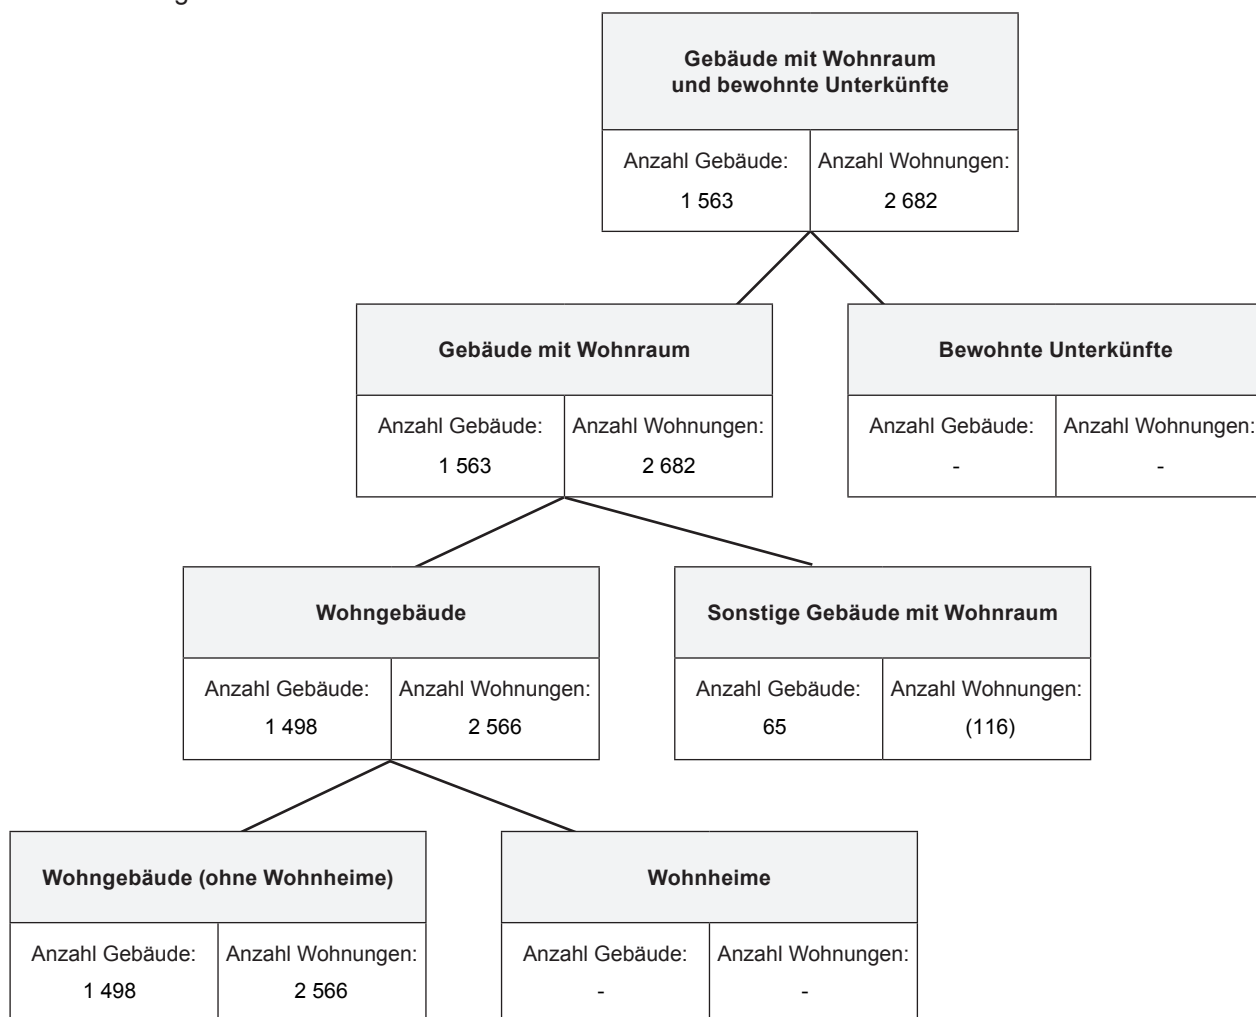 Gebäude mit Wohnraum
und bewohnte Unterkünfte
Anzahl Gebäude: Anzahl Wohnungen:
1 563 2 682
Gebäude mit Wohnraum
Anzahl Gebäude: Anzahl Wohnungen:
1 563 2 682
Bewohnte Unterkünfte
Anzahl Gebäude: Anzahl Wohnungen:
- -
Wohngebäude
Anzahl Gebäude: Anzahl Wohnungen:
1 498 2 566
Sonstige Gebäude mit Wohnraum
Anzahl Gebäude: Anzahl Wohnungen:
65 (116)
Wohngebäude (ohne Wohnheime)
Anzahl Gebäude: Anzahl Wohnungen:
1 498 2 566
Wohnheime
Anzahl Gebäude: Anzahl Wohnungen:
- -